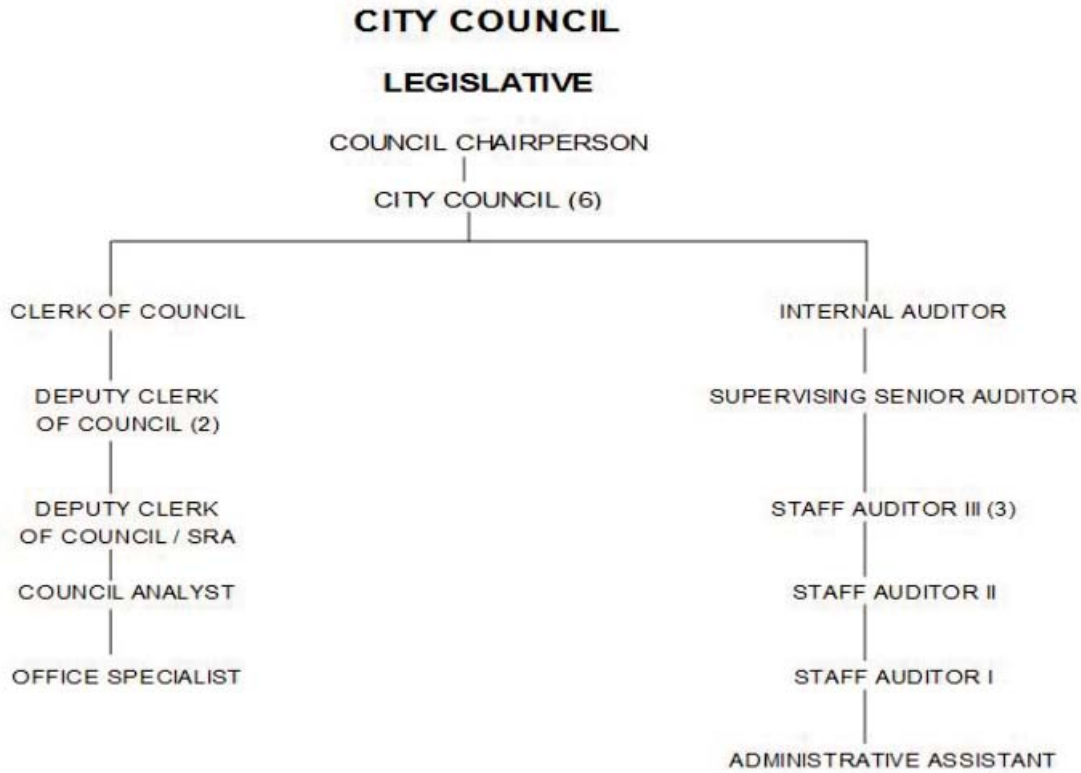 CITY COUNCIL
LEGISLATIVE
COUNCIL CHAIRPERSON
CITY COUNCIL (6)
CLERK OF COUNCIL
DEPUTY CLERK
OF COUNCIL (2)
DEPUTY CLERK
OF COUNCIL / SRA
COUNCIL ANALYST
OFFICE SPECIALIST
INTERNAL AUDITOR
SUPERVISING SENIOR AUDITOR
STAFF AUDITOR III (3)
STAFF AUDITOR II
STAFF AUDITOR I
ADMINISTRATIVE ASSISTANT